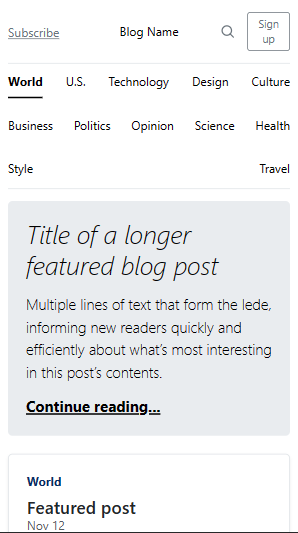 Subscribe
Blog Name
Sign up
World U.S. Technology Design Culture
Business Politics Opinion Science Health
Style Travel
Title of a longer
featured blog post
Multiple lines of text that form the lede,
informing new readers quickly and
efficiently about what's most interesting
in this post's contents.
Continue reading...
World
Featured post
Nov 12